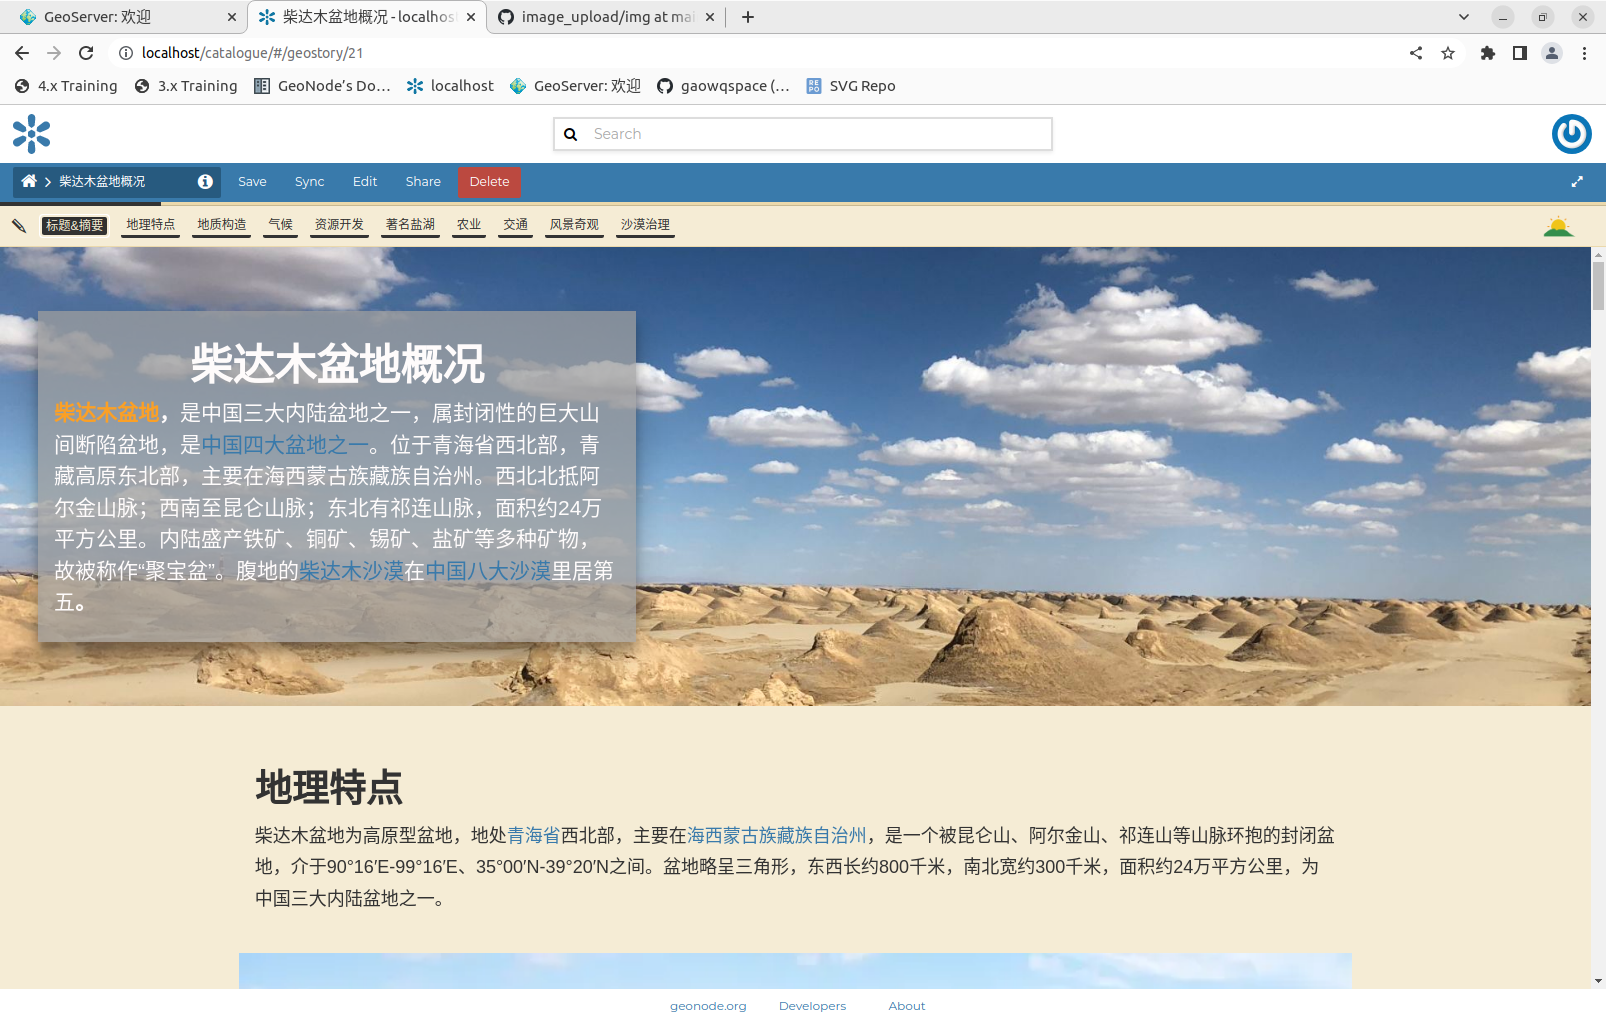 GeoServer: 欢迎
柴达木盆地概况 - localhos
image_upload/img at mai
localhost/catalogue/#/geostory/21
4.x Training
3.x Training
GeoNode’s Do...
localhost
GeoServer: 欢迎
gaowqspace (...
SVG Repo
Search
柴达木盆地概况
Save
Sync
Edit
Share
Delete
标题&摘要
地理特点
地质构造
气候
资源开发
著名盐湖
农业
交通
风景奇观
沙漠治理
柴达木盆地概况
柴达木盆地，是中国三大内陆盆地之一，属封闭性的巨大山
间断陷盆地，是中国四大盆地之一。位于青海省西北部，青
藏高原东北部，主要在海西蒙古族藏族自治州。西北北抵阿
尔金山脉；西南至昆仑山脉；东北有祁连山脉，面积约24万
平方公里。内陆盛产铁矿、铜矿、锡矿、盐矿等多种矿物，
故被称作“聚宝盆”。腹地的柴达木沙漠在中国八大沙漠里居第
五。
地理特点
柴达木盆地为高原型盆地，地处青海省西北部，主要在海西蒙古族藏族自治州，是一个被昆仑山、阿尔金山、祁连山等山脉环抱的封闭盆
地，介于90°16′E-99°16′E、35°00′N-39°20′N之间。盆地略呈三角形，东西长约800千米，南北宽约300千米，面积约24万平方公里，为
中国三大内陆盆地之一。
geonode.org
Developers
About